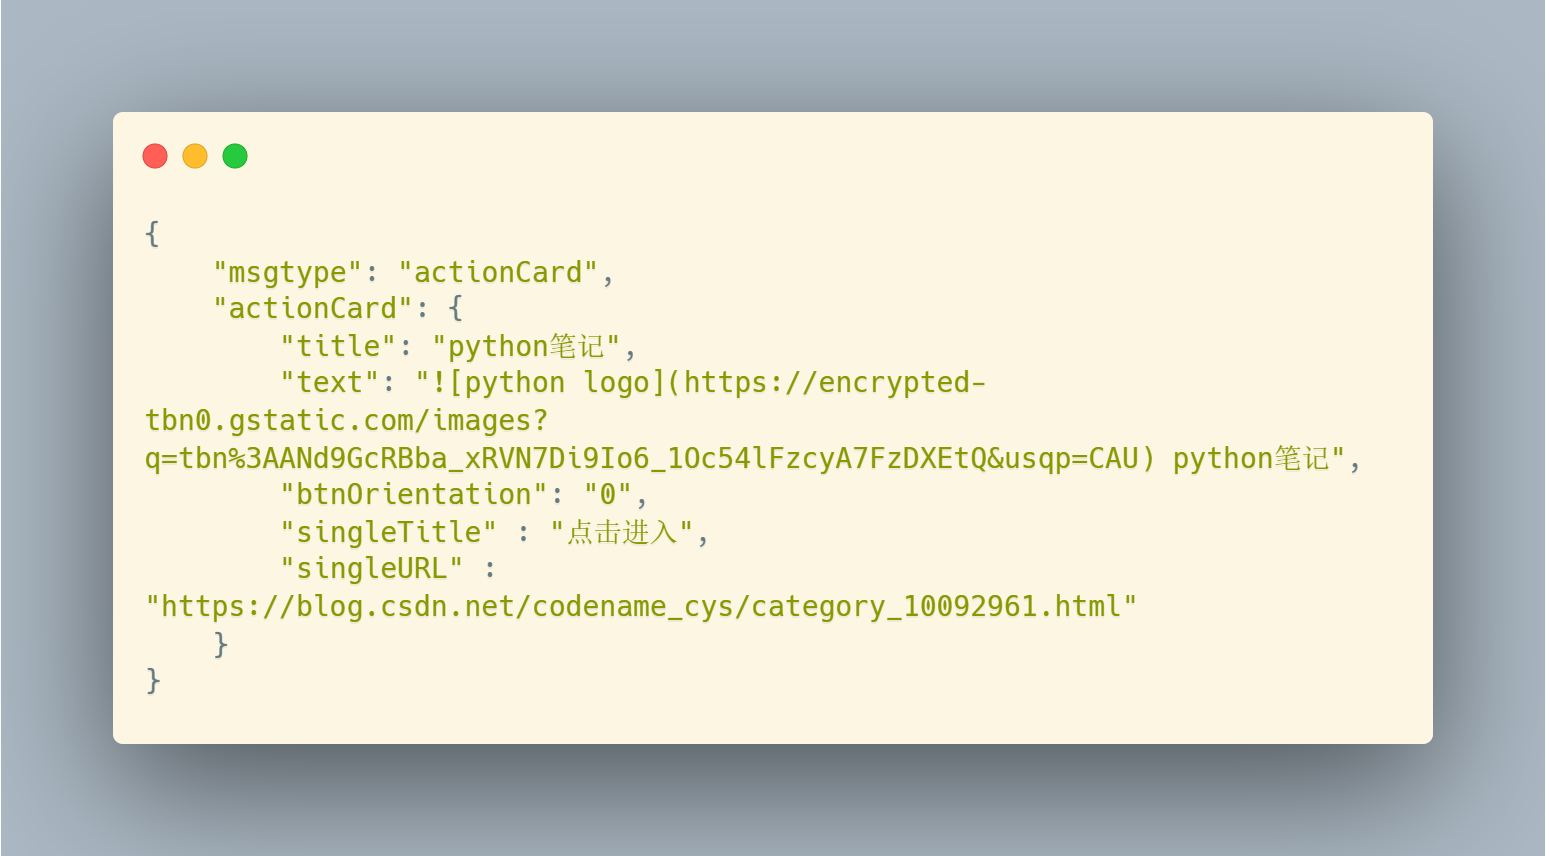 {
    "msgtype": "actionCard",
    "actionCard": {
        "title": "python笔记",
        "text": "![python logo](https://encrypted-
tbn0.gstatic.com/images?
q=tbn%3AANd9GcRBba_xRVN7Di9Io6_1Oc54lFzcyA7FzDXEtQ&usqp=CAU) python笔记",
        "btnOrientation": "0",
        "singleTitle" : "点击进入",
        "singleURL" :
"https://blog.csdn.net/codename_cys/category_10092961.html"
    }
}